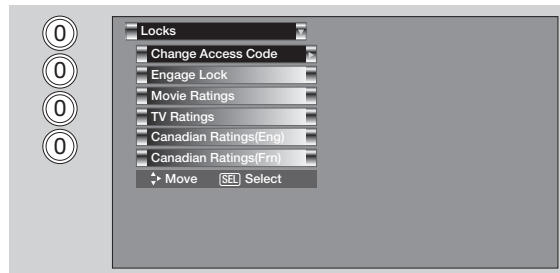 0
0
0
0
Locks
Change Access Code
Engage Lock
Movie Ratings
TV Ratings
Canadian Ratings(Eng)
Canadian Ratings(Frn)
Move SEL Select